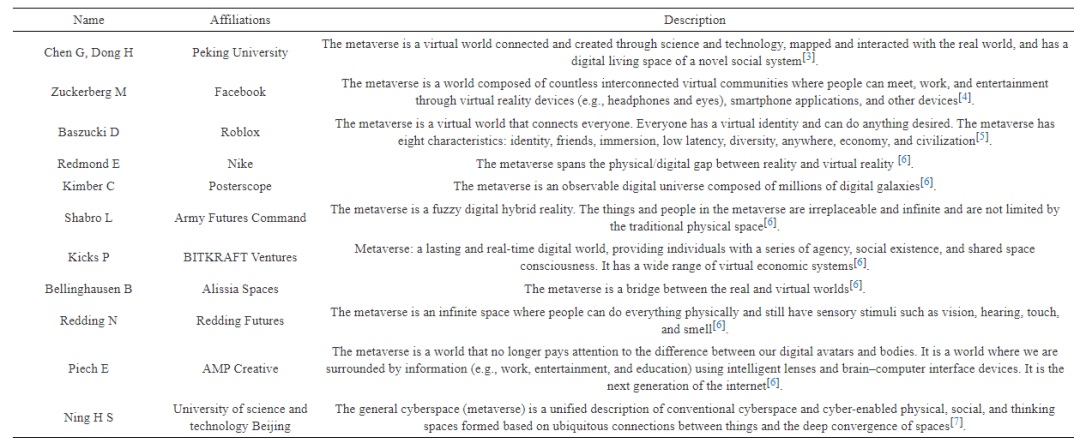 Name Affiliations Description
Chen G, Dong H Peking University The metaverse is a virtual world connected and created through science and technology, mapped and interacted with the real world, and has a
digital living space of a novel social system[3].
Zuckerberg M Facebook The metaverse is a world composed of countless interconnected virtual communities where people can meet, work, and entertainment
through virtual reality devices (e.g., headphones and eyes), smartphone applications, and other devices[4].
Baszucki D Roblox The metaverse is a virtual world that connects everyone. Everyone has a virtual identity and can do anything desired. The metaverse has
eight characteristics: identity, friends, immersion, low latency, diversity, anywhere, economy, and civilization[5].
Redmond E Nike The metaverse spans the physical/digital gap between reality and virtual reality [6].
Kimber C Posterscope The metaverse is an observable digital universe composed of millions of digital galaxies[6].
Shabro L Army Futures Command The metaverse is a fuzzy digital hybrid reality. The things and people in the metaverse are irreplaceable and infinite and are not limited by
the traditional physical space[6].
Kicks P BITKRAFT Ventures Metaverse: a lasting and real-time digital world, providing individuals with a series of agency, social existence, and shared space
consciousness. It has a wide range of virtual economic systems[6].
Bellinghausen B Alissia Spaces The metaverse is a bridge between the real and virtual worlds[6].
Redding N Redding Futures The metaverse is an infinite space where people can do everything physically and still have sensory stimuli such as vision, hearing, touch,
and smell[6].
The metaverse is a world that no longer pays attention to the difference between our digital avatars and bodies. It is a world where we are
Piech E AMP Creative surrounded by information (e.g., work, entertainment, and education) using intelligent lenses and brain–computer interface devices. It is the
next generation of the internet[6].
Ning H S University of science and technology Beijing The general cyberspace (metaverse) is a unified description of conventional cyberspace and cyber-enabled physical, social, and thinking
spaces formed based on ubiquitous connections between things and the deep convergence of spaces[7].